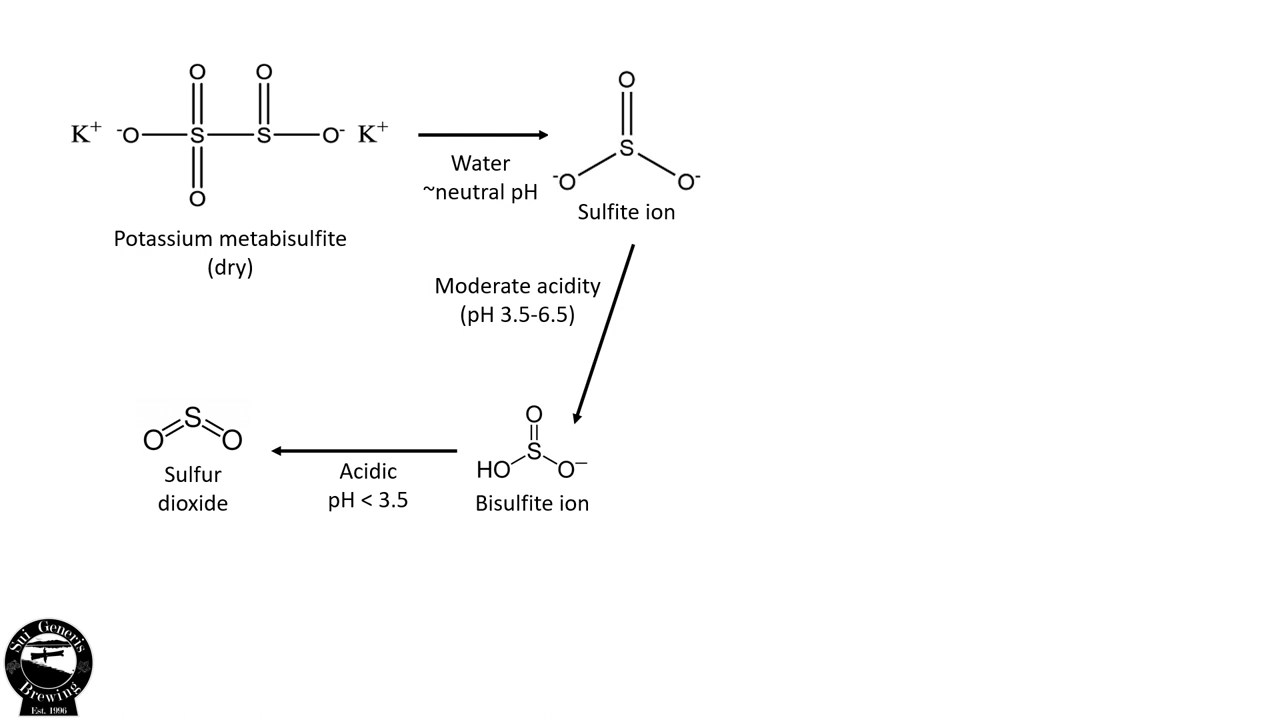 O O
K+ -O S S O- K+
O
Potassium metabisulfite
(dry)
Water
~neutral pH
O
S
-O O-
Sulfite ion
Moderate acidity
(pH 3.5-6.5)
O
S
HO O−
Bisulfite ion
Acidic
pH < 3.5
S
O O
Sulfur
dioxide
Sui Generis
Brewing
Est. 1996